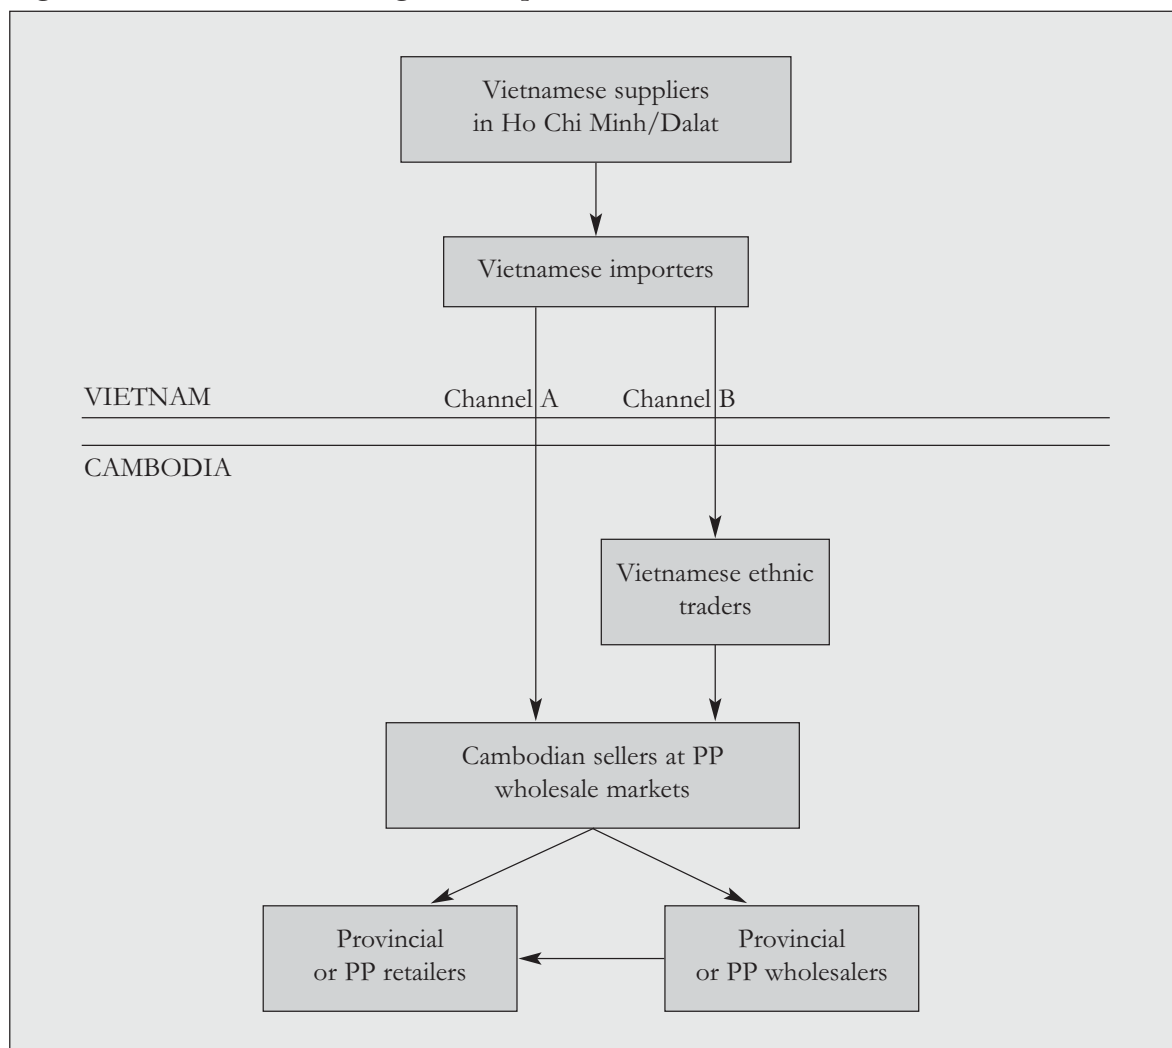 Vietnamese suppliers
in Ho Chi Minh/Dalat
Vietnamese importers
VIETNAM
Channel A
Channel B
CAMBODIA
Vietnamese ethnic
traders
Cambodian sellers at PP
wholesale markets
Provincial
or PP retailers
Provincial
or PP wholesalers